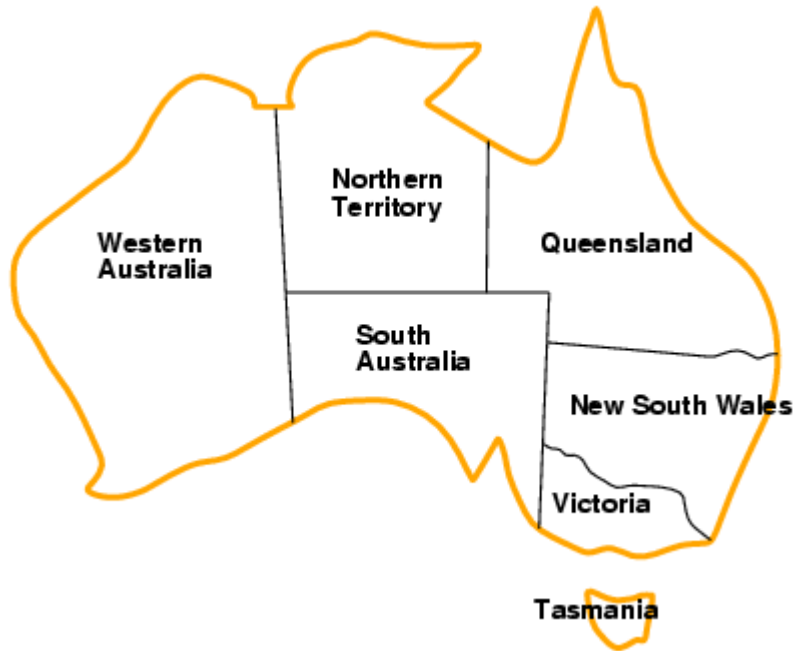 Northern
Territory
Western
Australia
Queensland
South
Australia
New South Wales
Victoria
Tasmania